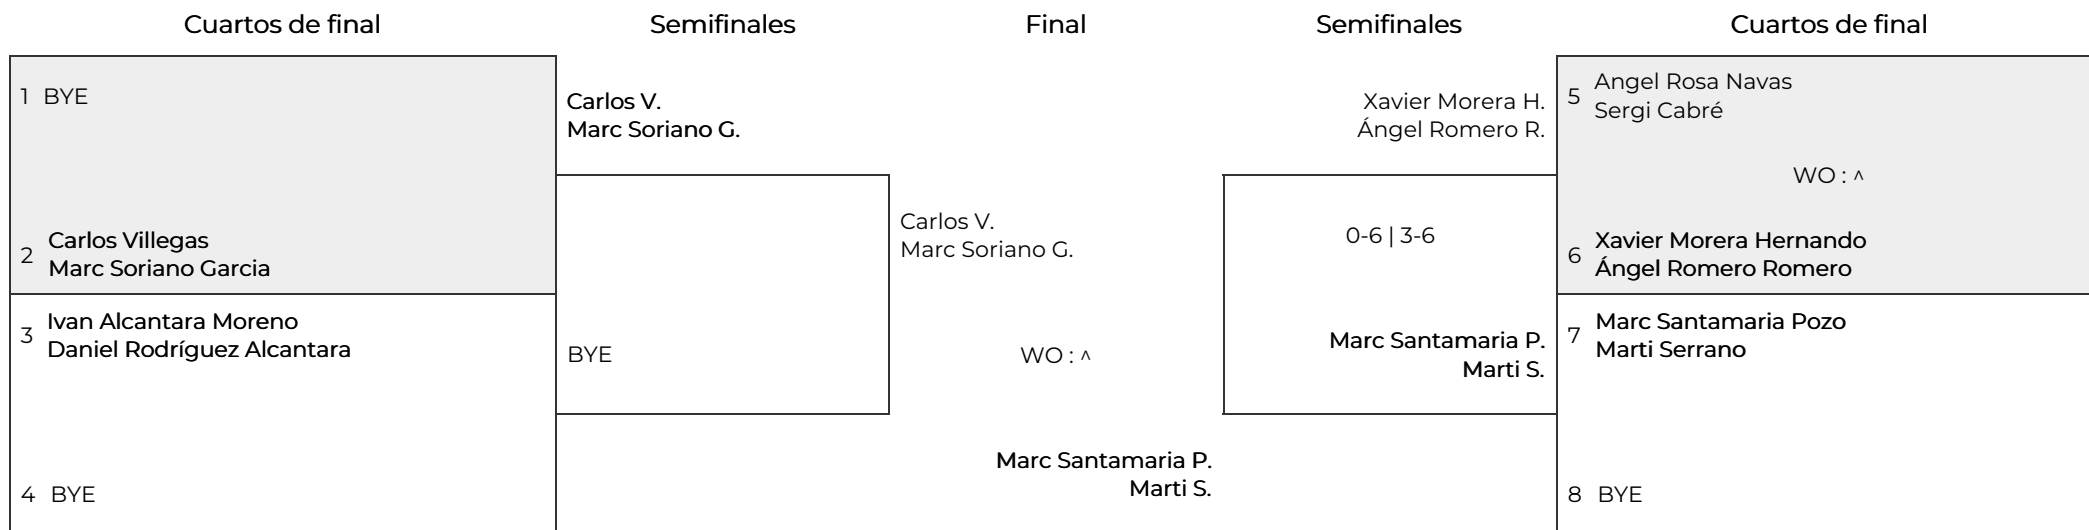 Cuartos de final
Semifinales
Final
Semifinales
Cuartos de final
1 BYE
2 Carlos Villegas
Marc Soriano Garcia
3 Ivan Alcantara Moreno
Daniel Rodríguez Alcantara
4 BYE
Carlos V.
Marc Soriano G.
BYE
Carlos V.
Marc Soriano G.
WO : ^
Marc Santamaria P.
Marti S.
Xavier Morera H.
Ángel Romero R.
0-6 | 3-6
Marc Santamaria P.
Marti S.
5 Angel Rosa Navas
Sergi Cabré
WO : ^
6 Xavier Morera Hernando
Ángel Romero Romero
7 Marc Santamaria Pozo
Marti Serrano
8 BYE